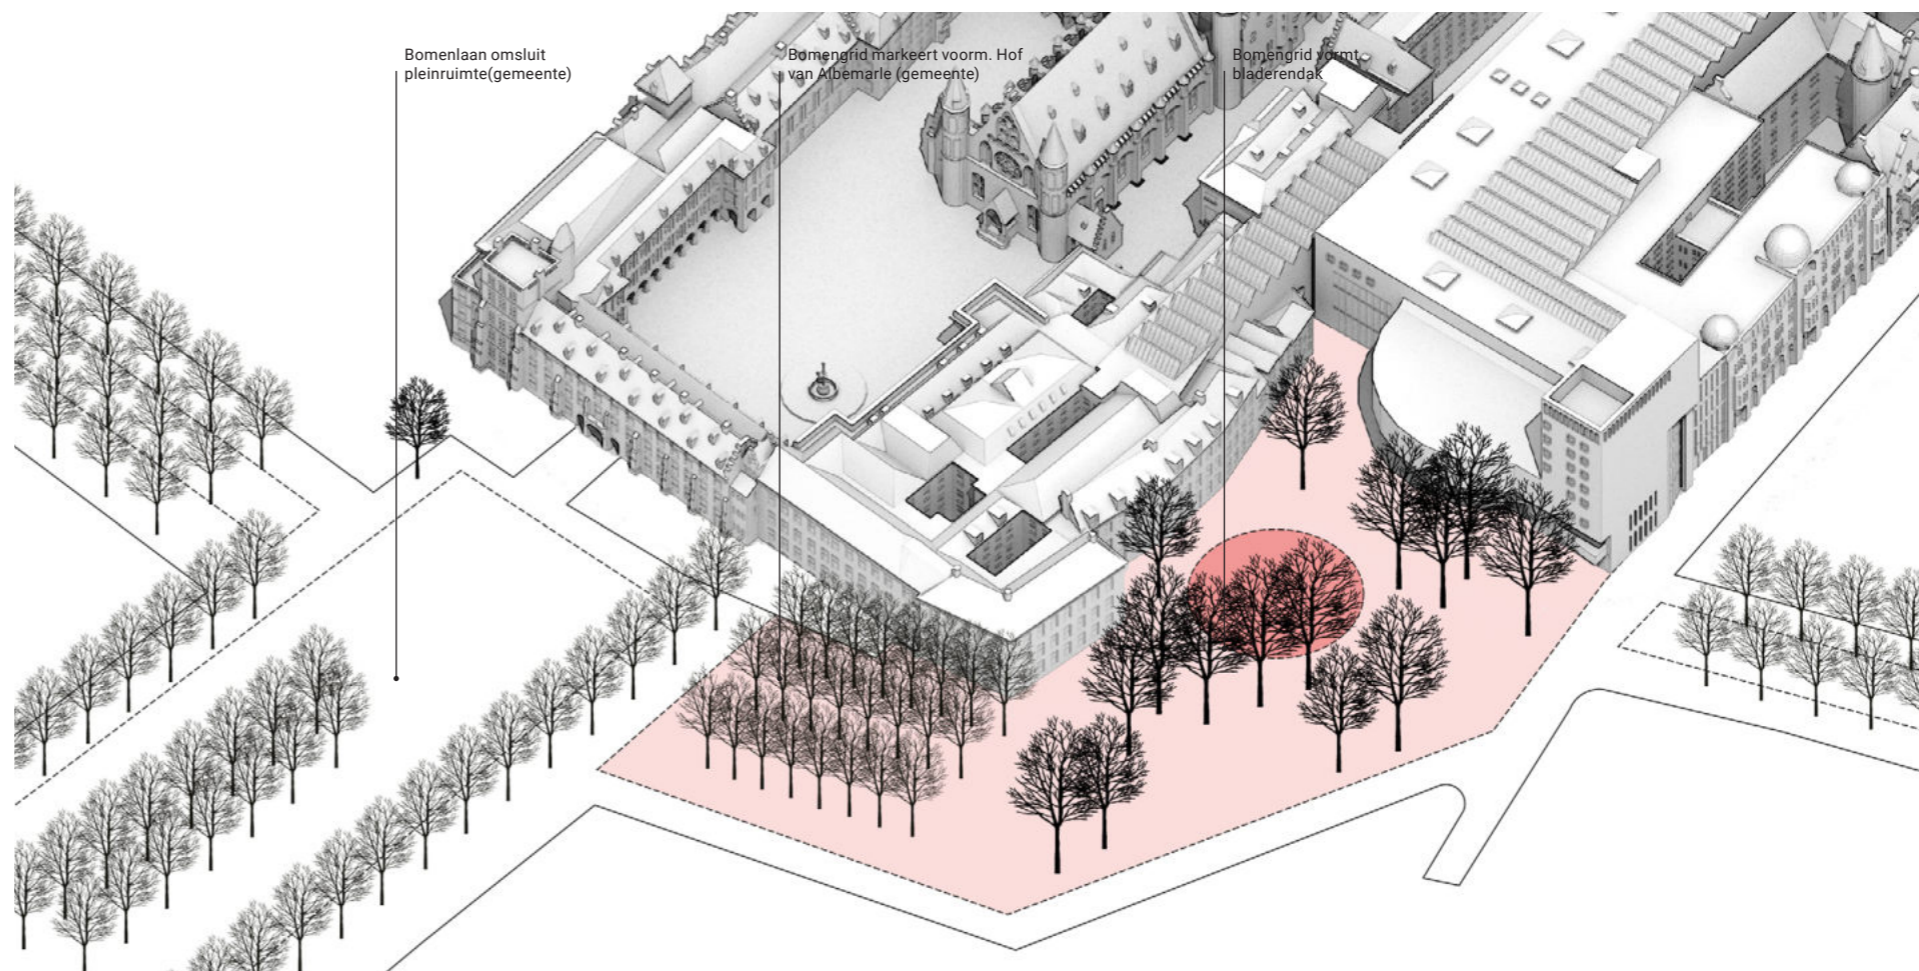 Bomenlaan omsluit
pleinruimte(gemeente)
Bomengrid markeert voorm. Hof
van Albemarle (gemeente)
Bomengrid vormt
bladerendak